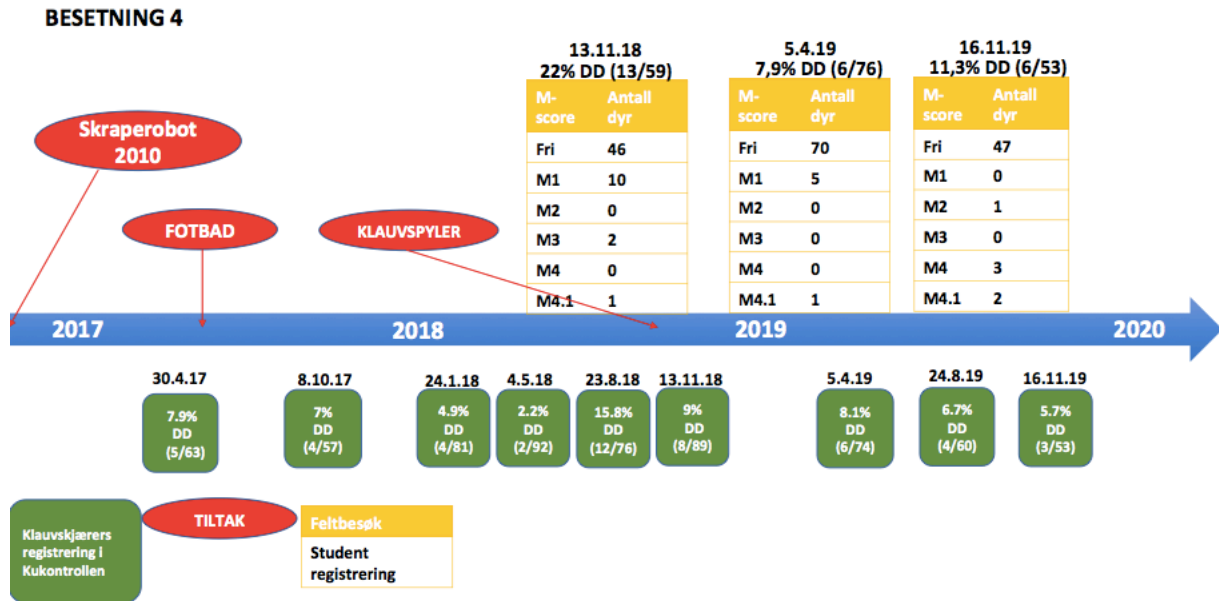 BESETNING 4
13.11.18
22% DD (13/59)
M-score Antall dyr
Fri 46
M1 10
M2 0
M3 2
M4 0
M4.1 1
5.4.19
7,9% DD (6/76)
M-score Antall dyr
Fri 70
M1 5
M2 0
M3 0
M4 0
M4.1 1
16.11.19
11,3% DD (6/53)
M-score Antall dyr
Fri 47
M1 0
M2 1
M3 0
M4 3
M4.1 2
Skraperobot
2010
FOTBAD
KLAUVSPYLER
2017
2018
2019
2020
30.4.17
7.9%
DD
(5/63)
8.10.17
7%
DD
(4/57)
24.1.18
4.9%
DD
(4/81)
4.5.18
2.2%
DD
(2/92)
23.8.18
15.8%
DD
(12/76)
13.11.18
9%
DD
(8/89)
5.4.19
8.1%
DD
(6/74)
24.8.19
6.7%
DD
(4/60)
16.11.19
5.7%
DD
(3/53)
Klauvskjærers
registrering i
Kukontrollen
TILTAK
Feltbesøk
Student
registrering